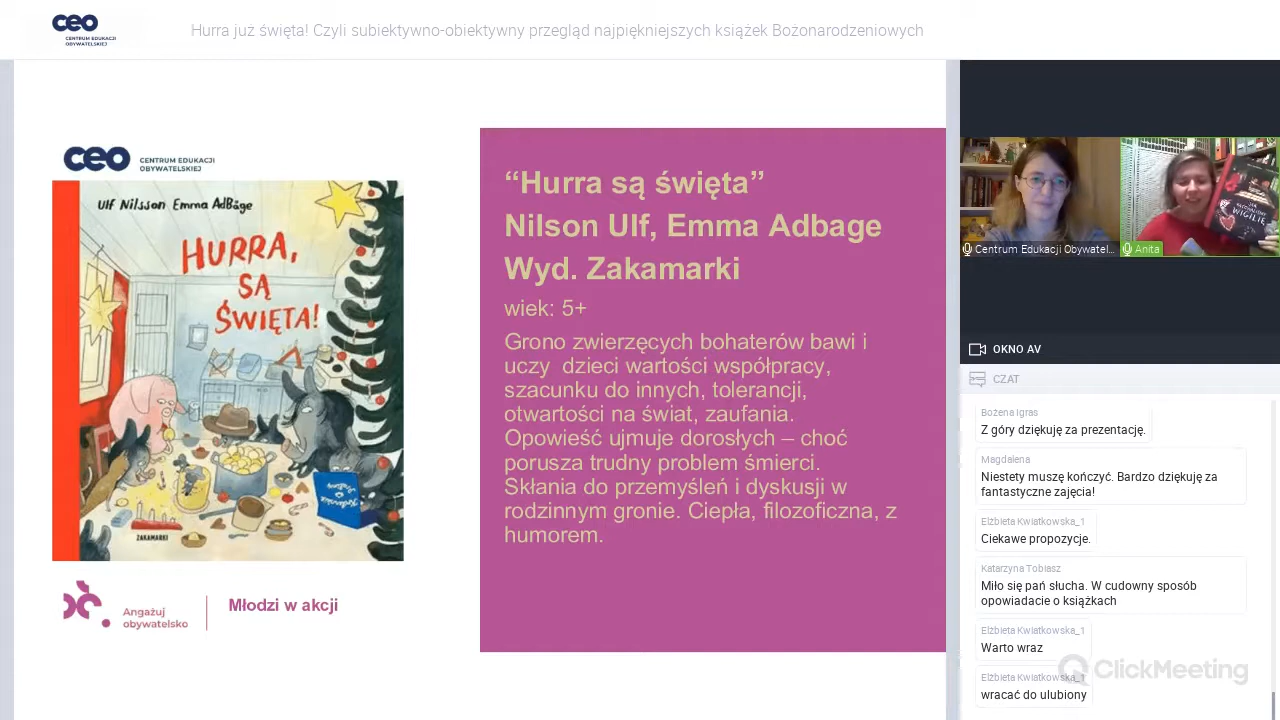 ceo
CENTRUM EDUKACJI
OBYWATELSKIEJ
Hurra już święta! Czyli subiektywno-obiektywny przegląd najpiękniejszych książek Bożonarodzeniowych
ceo
CENTRUM EDUKACJI
OBYWATELSKIEJ
Ulf Nilsson Emma AdBåge
HURRA,
SĄ
ŚWIĘTA!
ZAKAMARKI
Angażuj
obywatelsko
Młodzi w akcji
“Hurra są święta”
Nilson Ulf, Emma Adbage
Wyd. Zakamarki
wiek: 5+
Grono zwierzęcych bohaterów bawi i
uczy dzieci wartości współpracy,
szacunku do innych, tolerancji,
otwartości na świat, zaufania.
Opowieść ujmuje dorosłych – choć
porusza trudny problem śmierci.
Skłania do przemyśleń i dyskusji w
rodzinnym gronie. Ciepła, filozoficzna, z
humorem.
WIGILIĘ
Centrum Edukacji Obywatel...
Anita
OKNO AV
CZAT
Bożena Igras
Z góry dziękuję za prezentację.
Magdalena
Niestety muszę kończyć. Bardzo dziękuję za
fantastyczne zajęcia!
Elżbieta Kwiatkowska_1
Ciekawe propozycje.
Katarzyna Tobiasz
Miło się pań słucha. W cudowny sposób
opowiadacie o książkach
Elżbieta Kwiatkowska_1
Warto wraz
Elżbieta Kwiatkowska_1
wracać do ulubiony
ClickMeeting